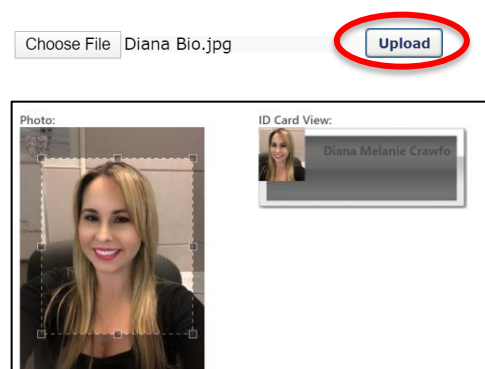 Choose File Diana Bio.jpg Upload
Photo: ID Card View:
Diana Melanie Crawfo